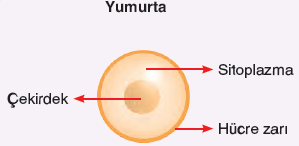 Yumurta
Sitoplazma
Çekirdek
Hücre zarı